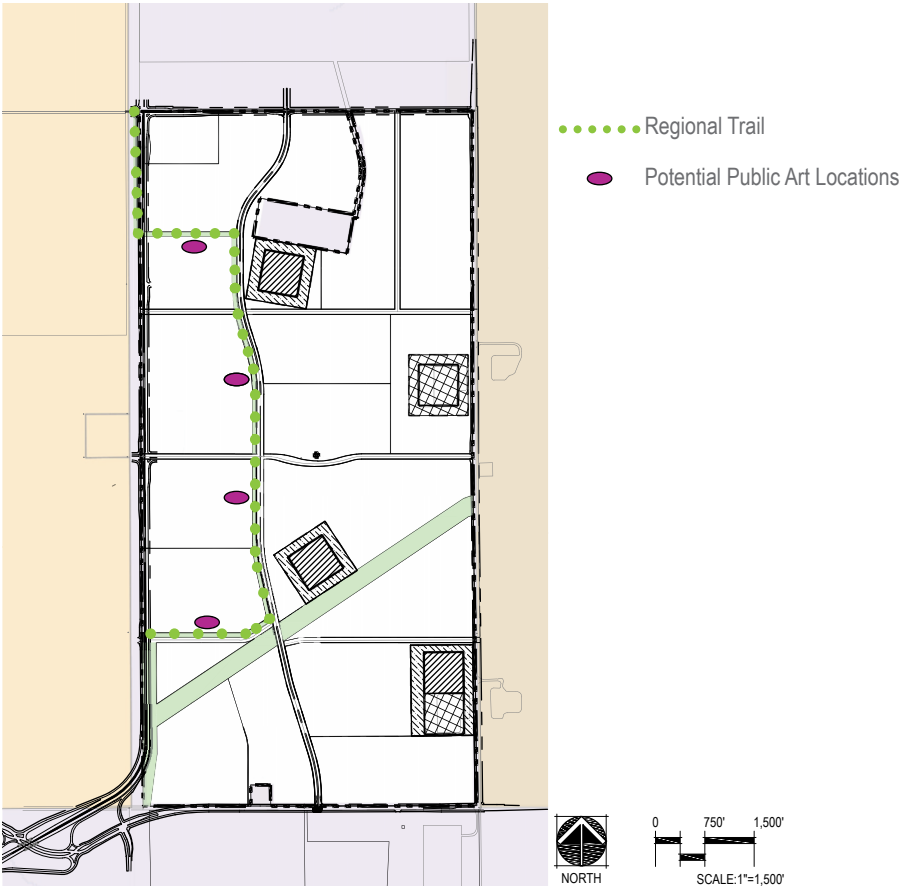 Regional Trail
Potential Public Art Locations
0 750' 1,500'
NORTH
SCALE:1"=1,500'